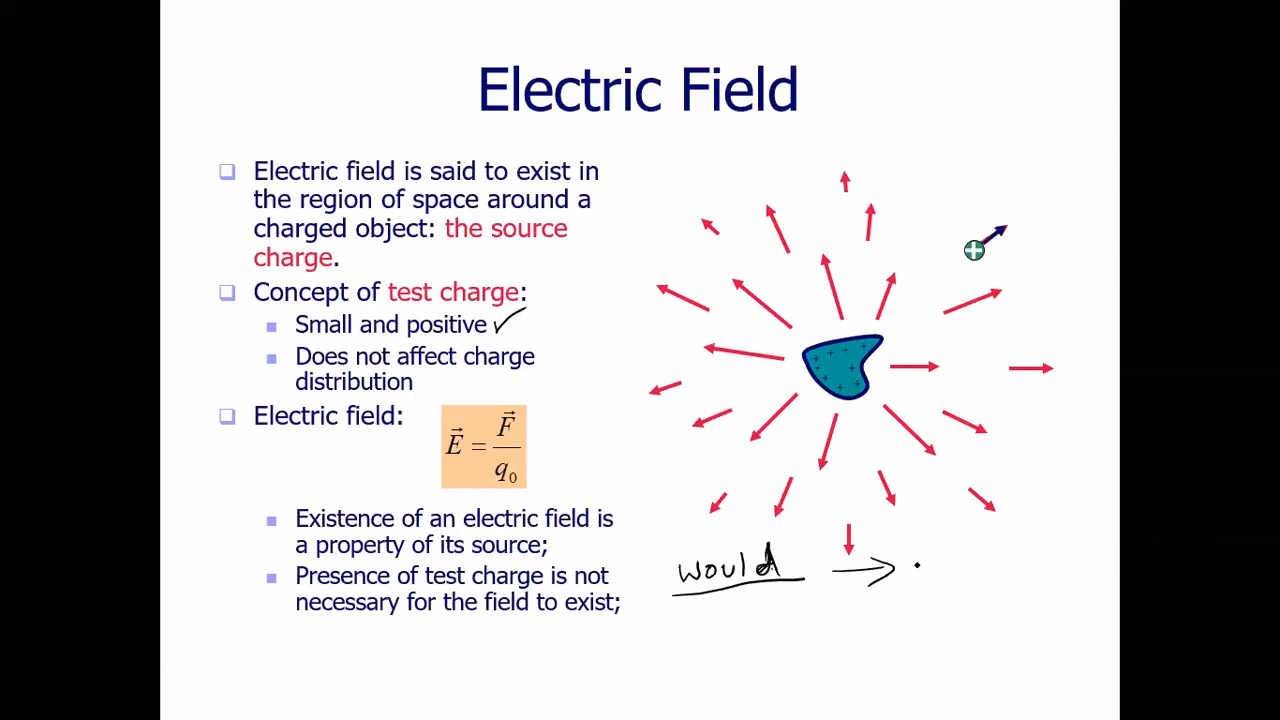 Electric Field
Electric field is said to exist in
the region of space around a
charged object: the source
charge.
Concept of test charge:
Small and positive ✓
Does not affect charge
distribution
Electric field:
E⃗ = F⃗ / q₀
Existence of an electric field is
a property of its source;
Presence of test charge is not
necessary for the field to exist;
+
+ + + + + + + + +
would → .